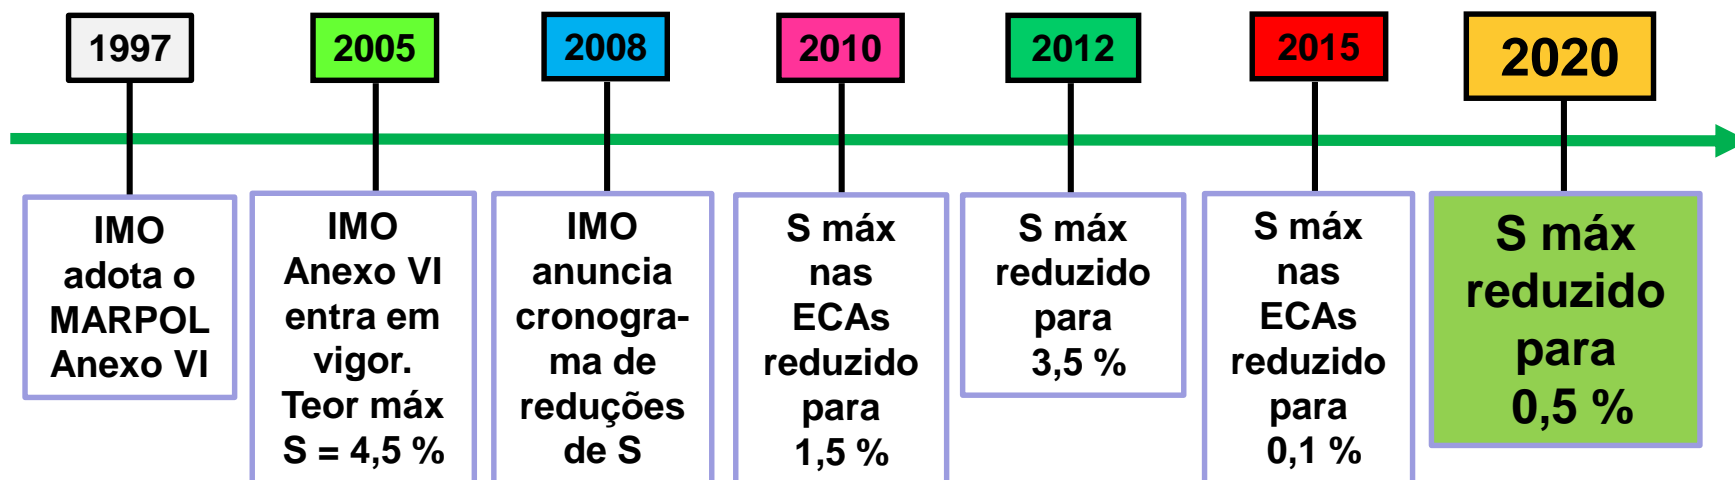 1997
IMO
adota o
MARPOL
Anexo VI
2005
IMO
Anexo VI
entra em
vigor.
Teor máx
S = 4,5 %
2008
IMO
anuncia
cronogra-
ma de
reduções
de S
2010
S máx
nas
ECAs
reduzido
para
1,5 %
2012
S máx
reduzido
para
3,5 %
2015
S máx
nas
ECAs
reduzido
para
0,1 %
2020
S máx
reduzido
para
0,5 %